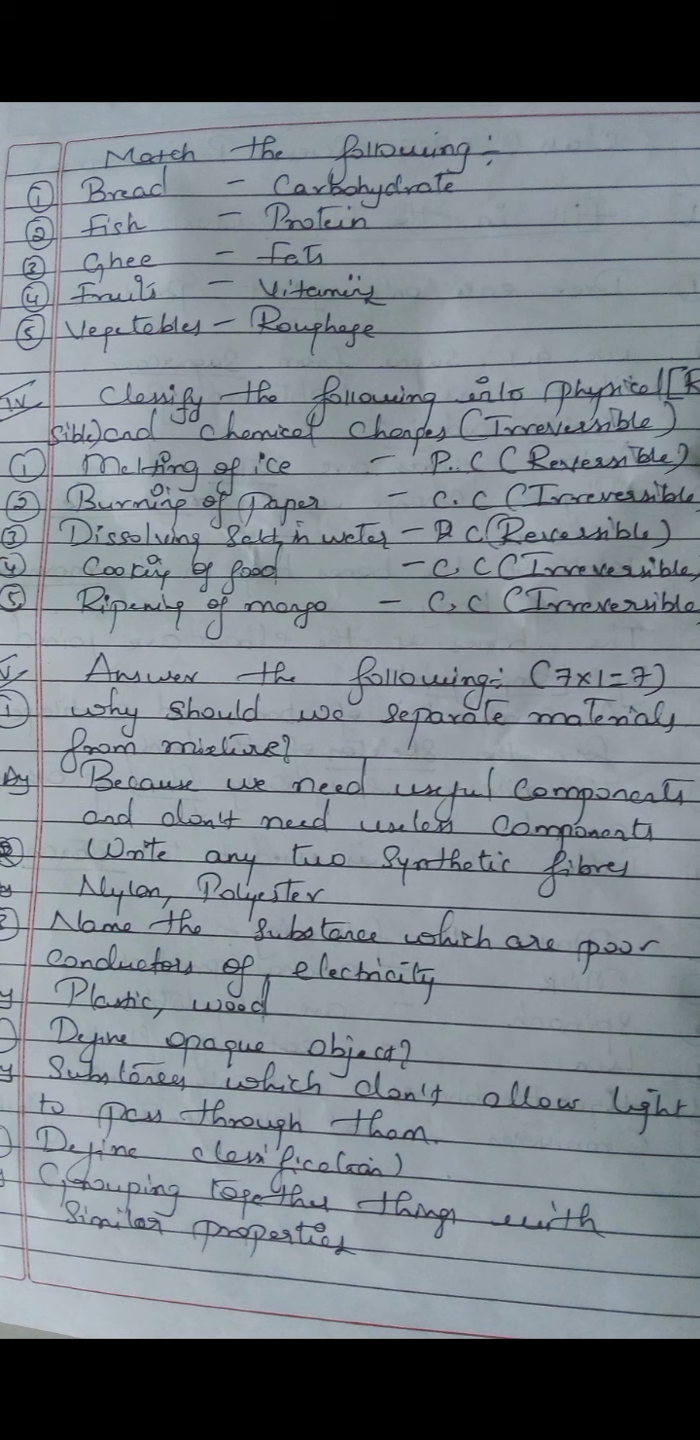 Match the following:-
① Bread - Carbohydrate
② Fish - Protein
③ Ghee - Fats
④ Fruits - Vitamins
⑤ Vegetables - Roughage
IV Classify the following into physical [R
sible) and chemical changes (Irreversible)
① Melting of ice - P.C (Reversible)
② Burning of paper - C.C (Irreversible
③ Dissolving salt in water - P.C (Reversible)
④ Cooking of food - C.C (Irreversible,
⑤ Ripening of mango - C.C (Irreversible
V Answer the following:- (7x1=7)
① why should we separate materials
from mixture?
Because we need useful components
and don't need useless components
② Write any two Synthetic fibres
Nylon, Polyester
Name the substance which are poor
conductors of electricity
Plastic, wood
Define opaque object?
Substances which don't allow light
to pass through them.
Define classification)
Grouping together things with
similar properties